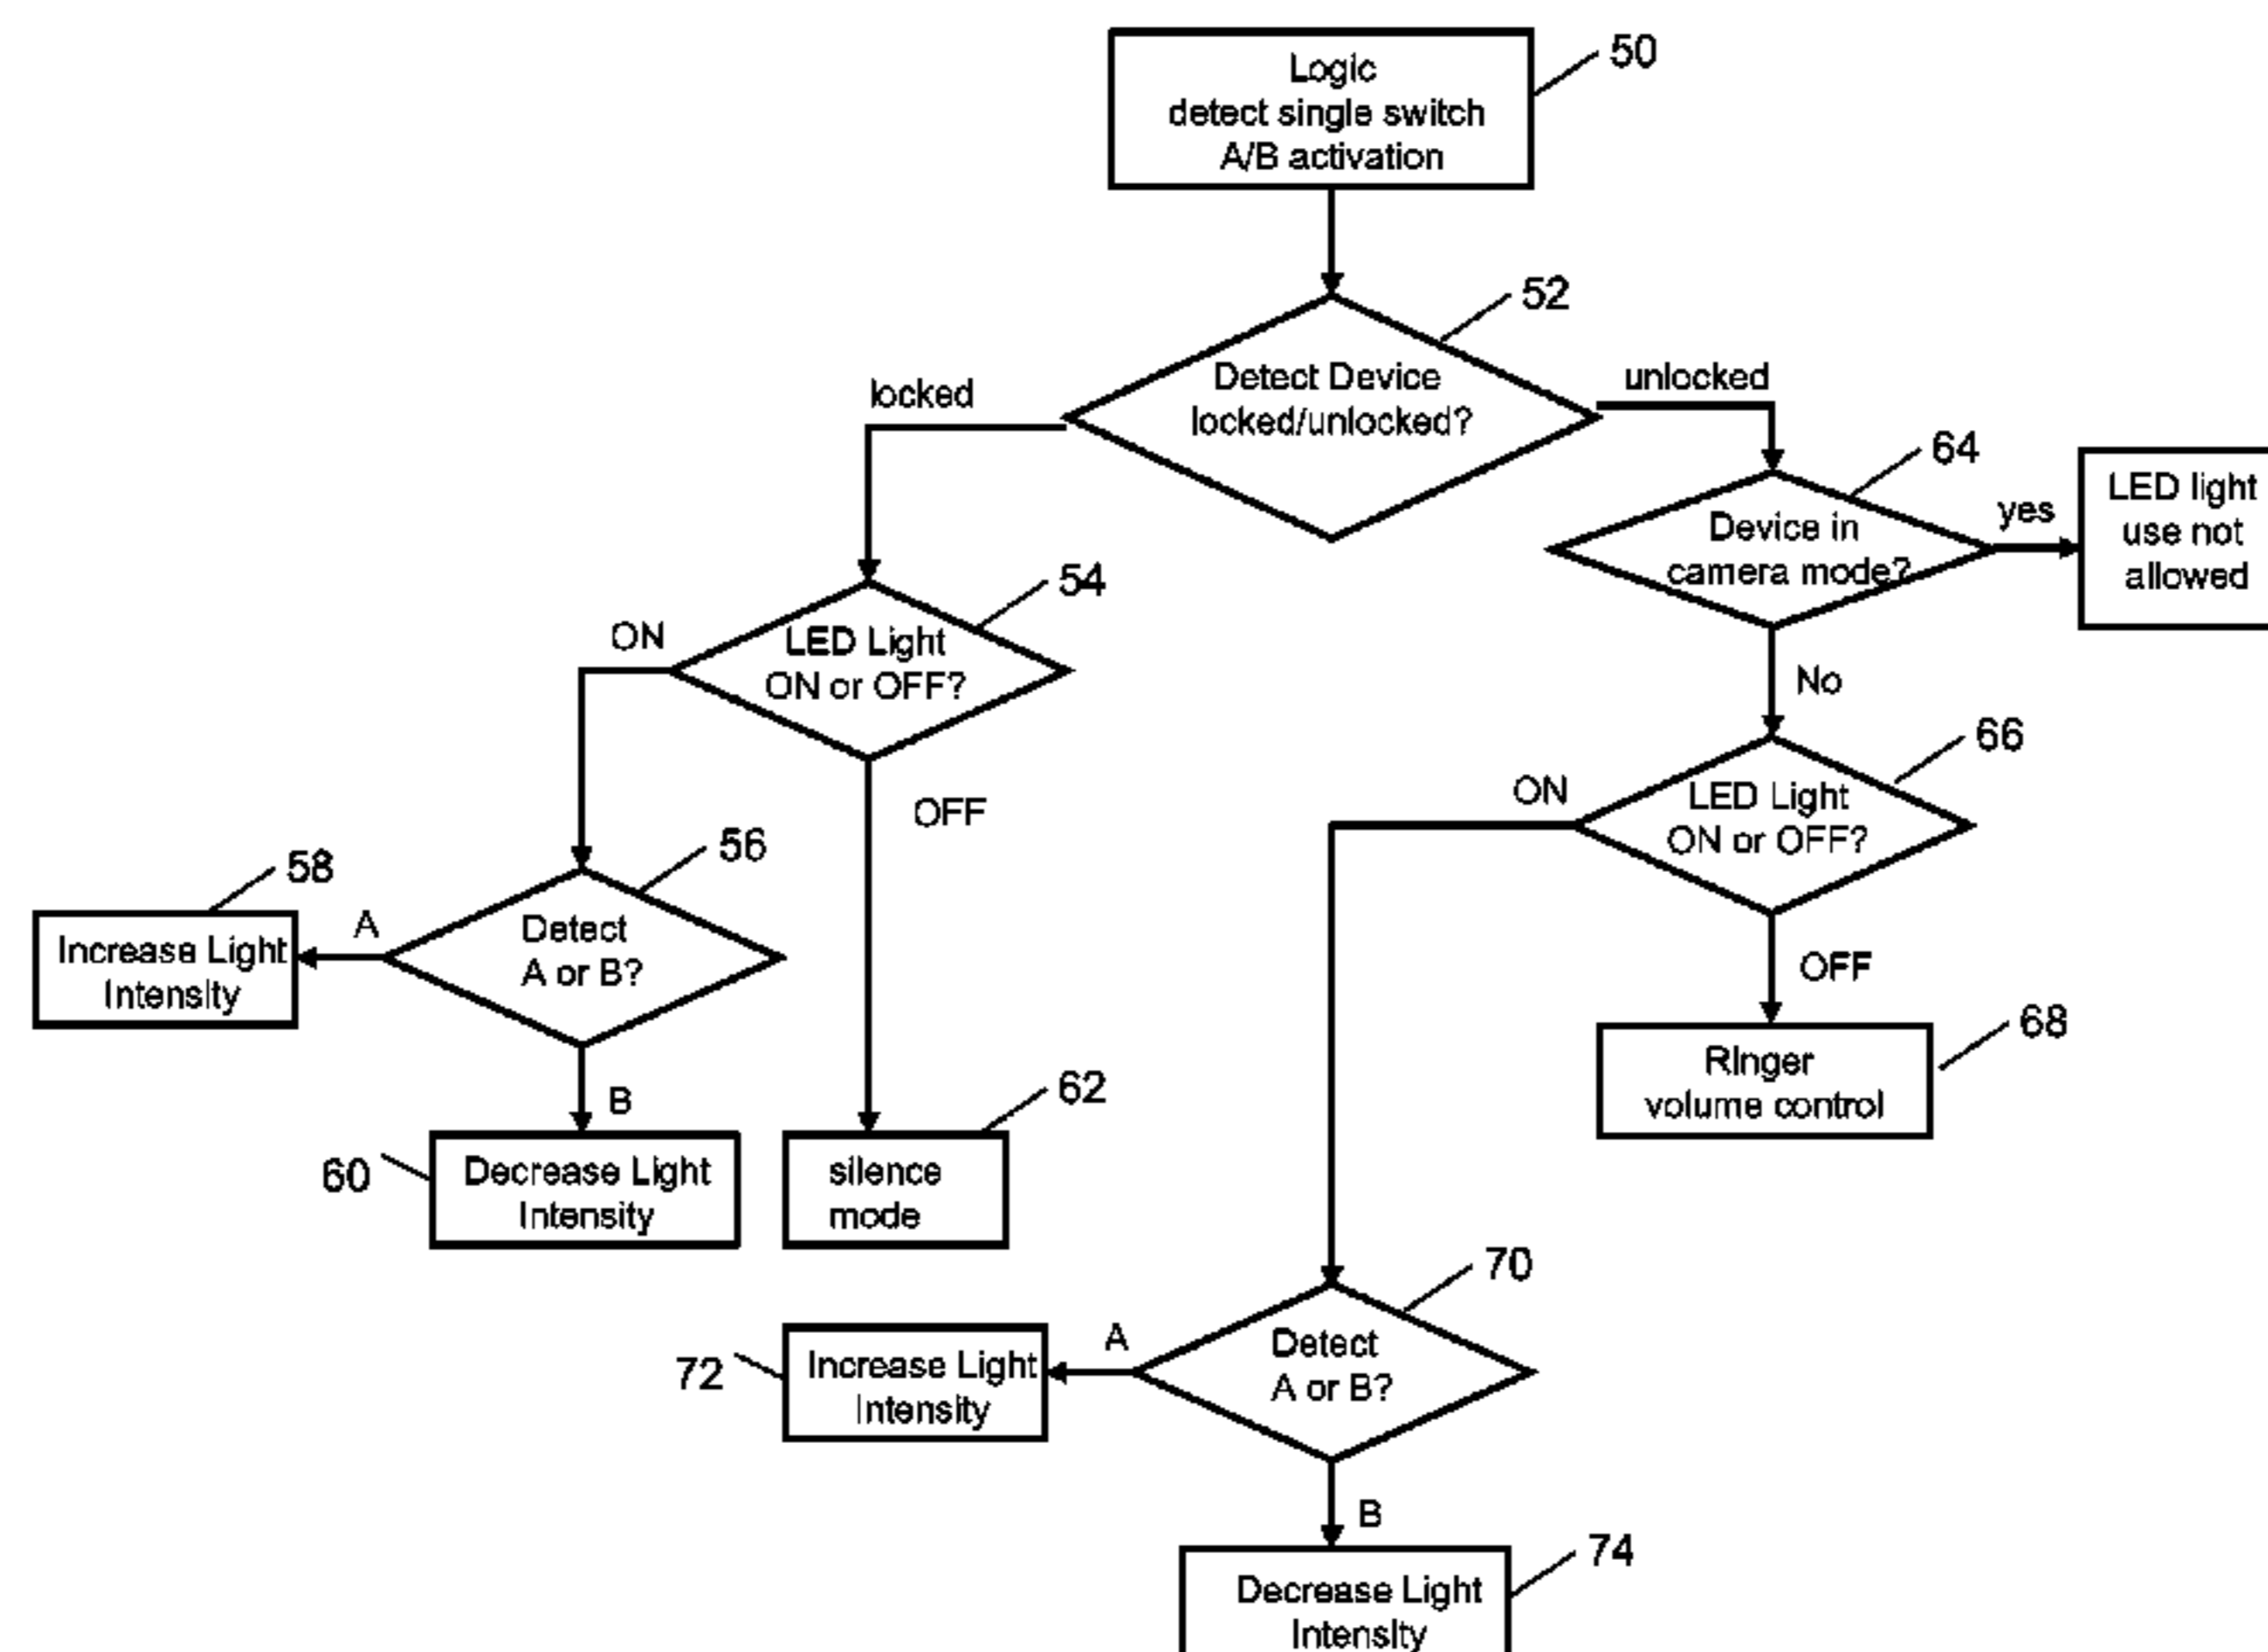 Logic
detect single switch
A/B activation
50
Detect Device
locked/unlocked?
52
locked
unlocked
Device in
camera mode?
64
yes
LED light
use not
allowed
LED Light
ON or OFF?
54
ON
OFF
No
LED Light
ON or OFF?
66
ON
OFF
Detect
A or B?
56
A
Increase Light
Intensity
58
B
Decrease Light
Intensity
60
silence
mode
62
Ringer
volume control
68
Detect
A or B?
70
A
Increase Light
Intensity
72
B
Decrease Light
Intensity
74